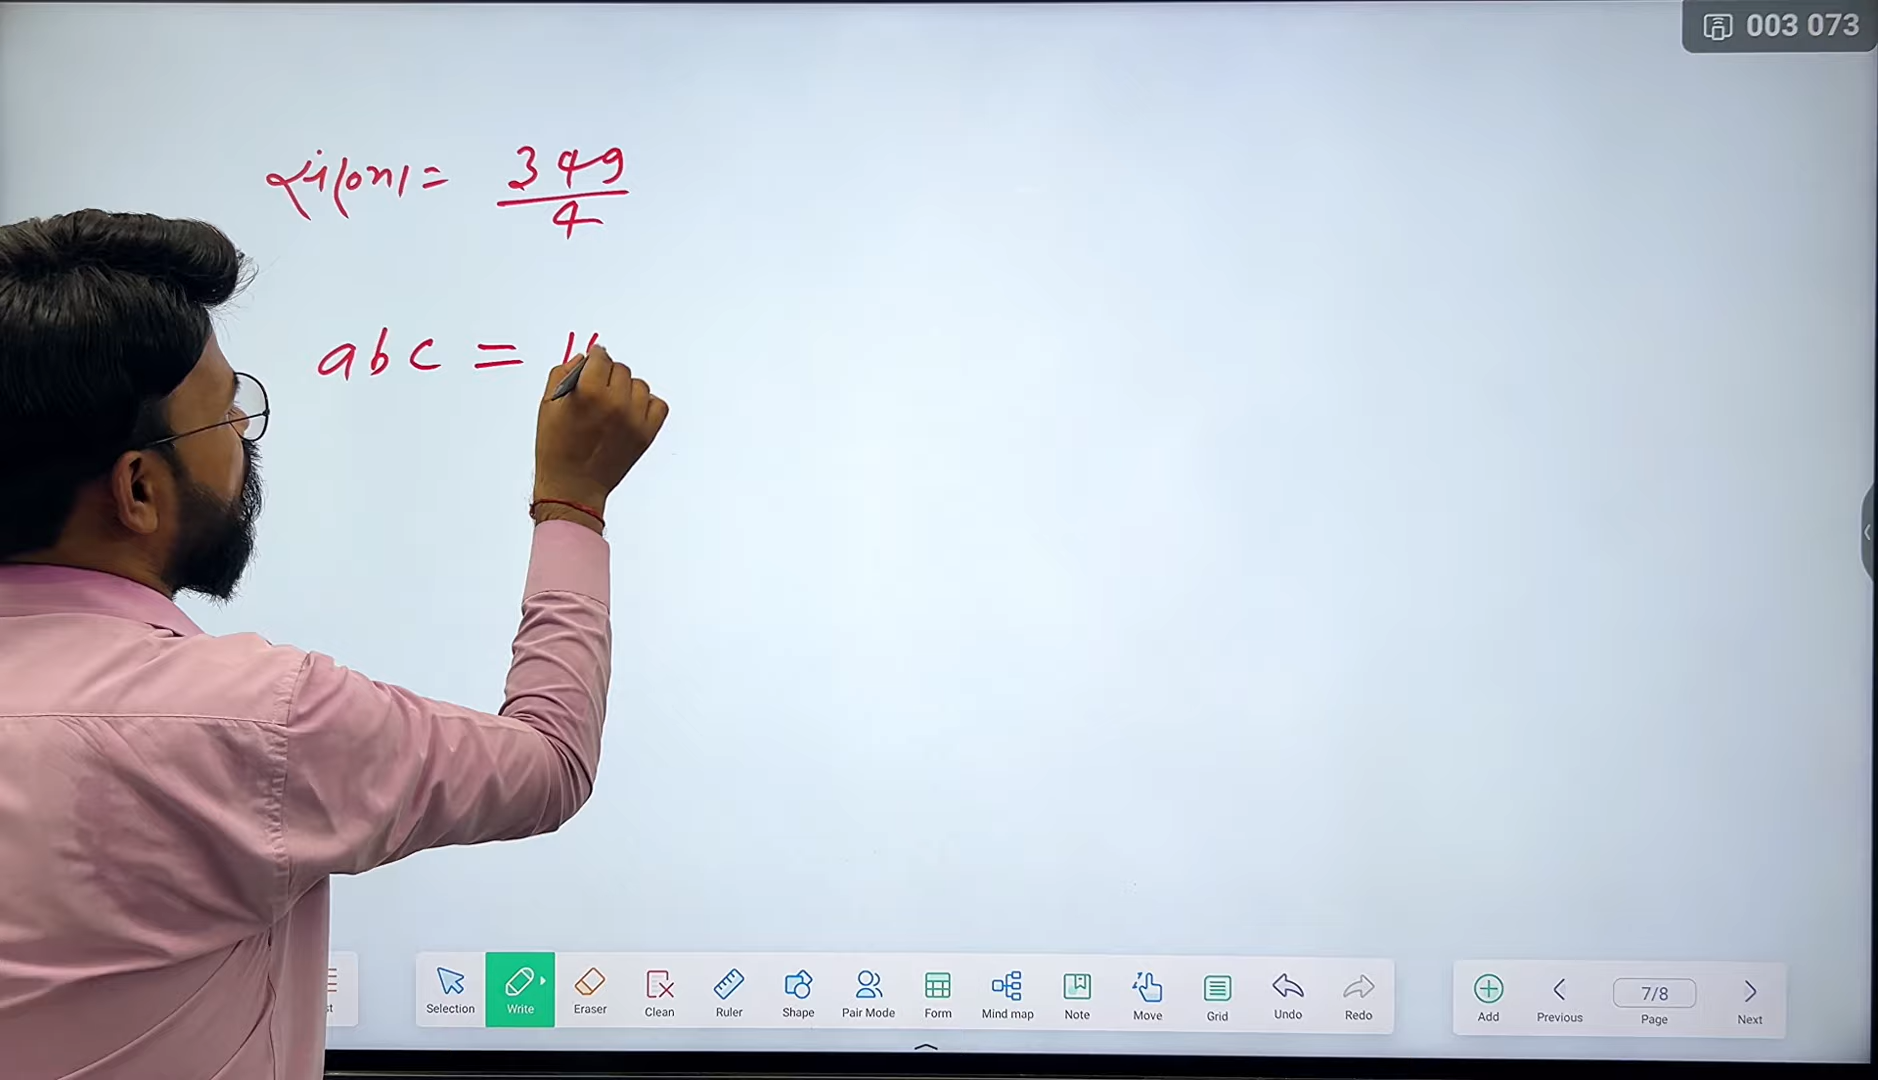 003 073
= 349/4
abc =
Selection
Write
Eraser
Clean
Ruler
Shape
Pair Mode
Form
Mind map
Note
Move
Grid
Undo
Redo
Add
Previous
7/8
Page
Next